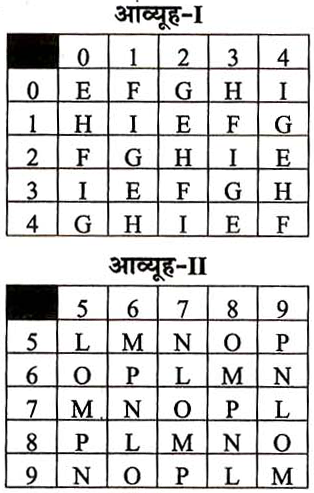 आव्यूह-I
0 1 2 3 4
0 E F G H I
1 H I E F G
2 F G H I E
3 I E F G H
4 G H I E F
आव्यूह-II
5 6 7 8 9
5 L M N O P
6 O P L M N
7 M N O P L
8 P L M N O
9 N O P L M